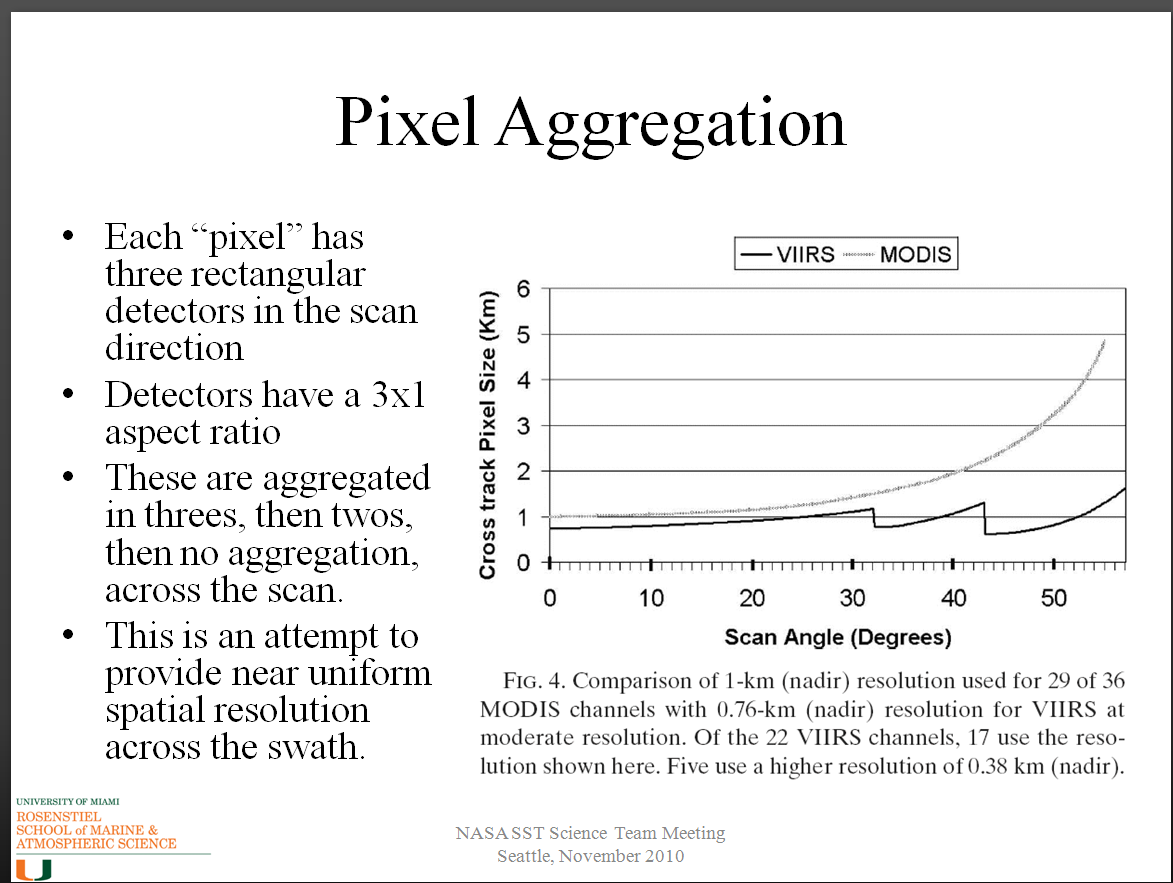 Pixel Aggregation
• Each “pixel” has
three rectangular
detectors in the scan
direction
• Detectors have a 3x1
aspect ratio
• These are aggregated
in threes, then twos,
then no aggregation,
across the scan.
• This is an attempt to
provide near uniform
spatial resolution
across the swath.
VIIRS MODIS
Cross track Pixel Size (Km)
6
5
4
3
2
1
0
0 10 20 30 40 50
Scan Angle (Degrees)
FIG. 4. Comparison of 1-km (nadir) resolution used for 29 of 36
MODIS channels with 0.76-km (nadir) resolution for VIIRS at
moderate resolution. Of the 22 VIIRS channels, 17 use the reso-
lution shown here. Five use a higher resolution of 0.38 km (nadir).
UNIVERSITY OF MIAMI
ROSENSTIEL
SCHOOL of MARINE &
ATMOSPHERIC SCIENCE
NASA SST Science Team Meeting
Seattle, November 2010